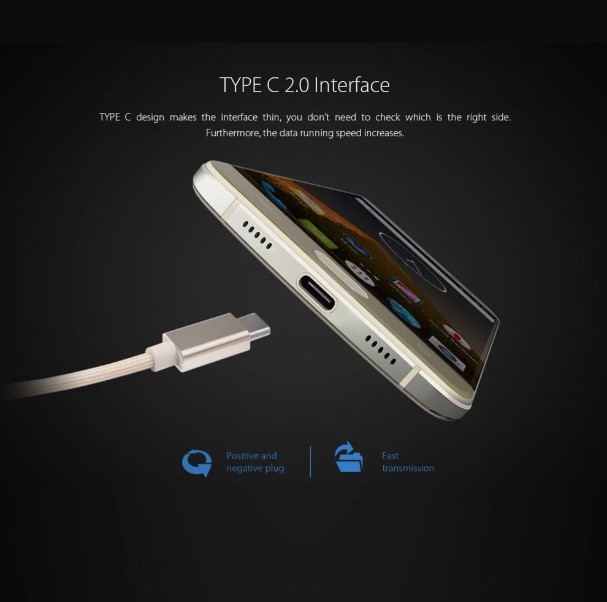 TYPE C 2.0 Interface
TYPE C design makes the interface thin, you don't need to check which is the right side.
Furthermore, the data running speed increases.
Positive and
negative plug
Fast
transmission